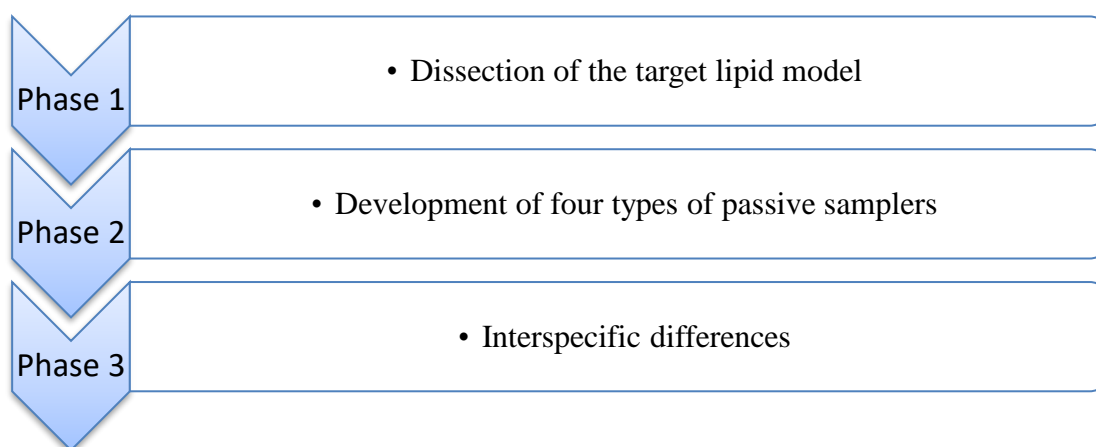 Phase 1
• Dissection of the target lipid model
Phase 2
• Development of four types of passive samplers
Phase 3
• Interspecific differences